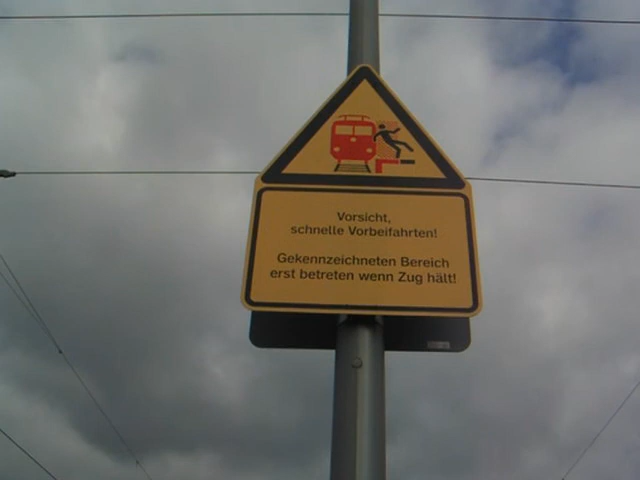 Vorsicht,
schnelle Vorbeifahrten!
Gekennzeichneten Bereich
erst betreten wenn Zug hält!